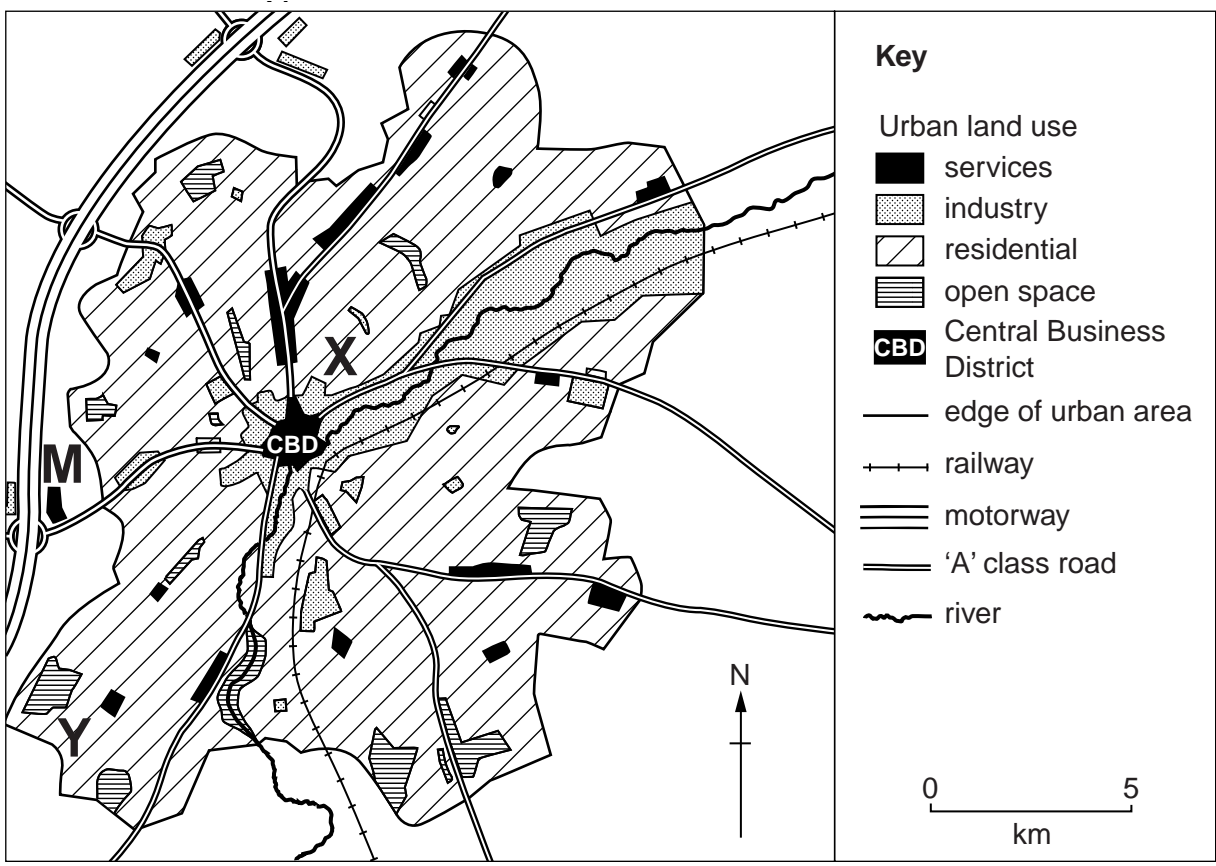 X
CBD
M
Y
N
Key
Urban land use
services
industry
residential
open space
CBD
Central Business
District
edge of urban area
railway
motorway
‘A’ class road
river
0 5
km